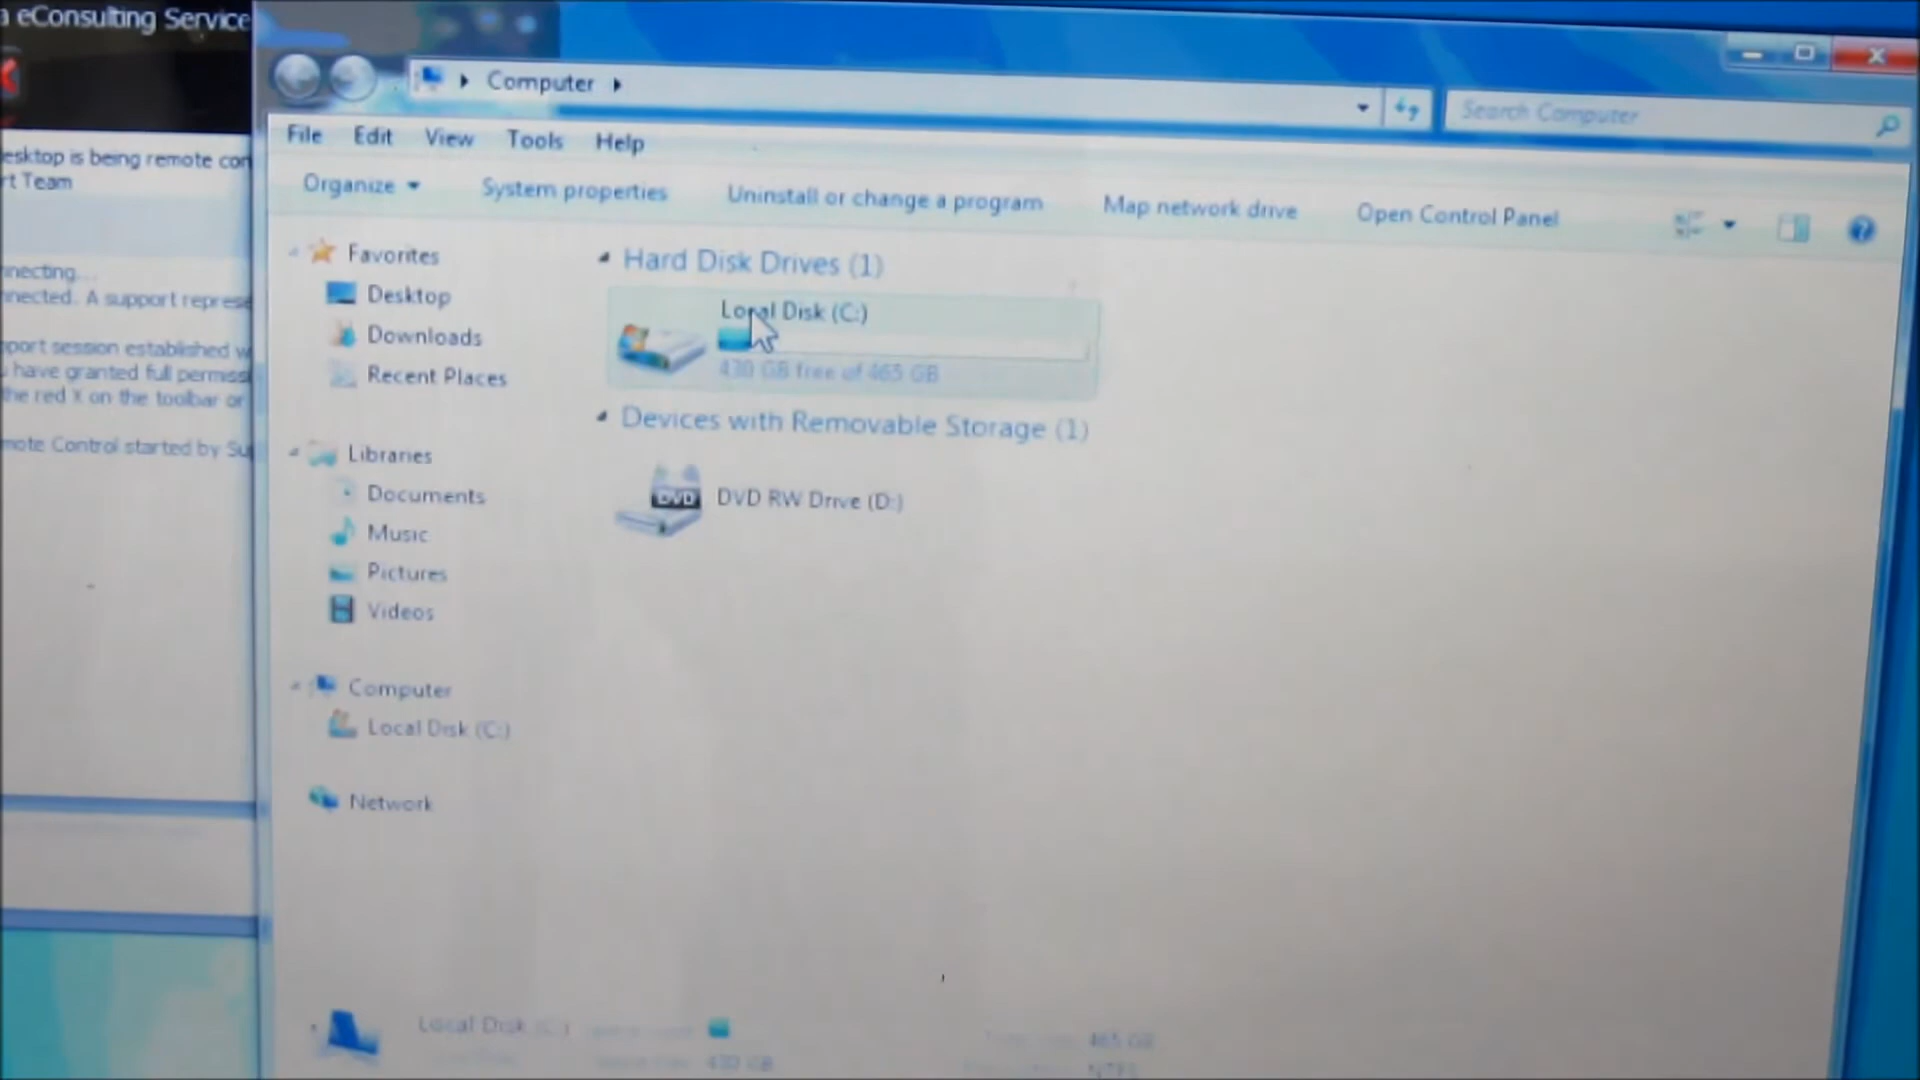 a eConsulting Service
esktop is being remote con
rt Team
nnecting...
nnected. A support represe
port session established w
u have granted full permiss
the red X on the toolbar or
mote Control started by Su
Computer
Search Computer
File Edit View Tools Help
Organize System properties Uninstall or change a program Map network drive Open Control Panel
Favorites
Desktop
Downloads
Recent Places
Libraries
Documents
Music
Pictures
Videos
Computer
Local Disk (C:)
Network
Hard Disk Drives (1)
Local Disk (C:)
430 GB free of 465 GB
Devices with Removable Storage (1)
DVD
DVD RW Drive (D:)
Local Disk (C:)
465 GB
430 GB
NTFS